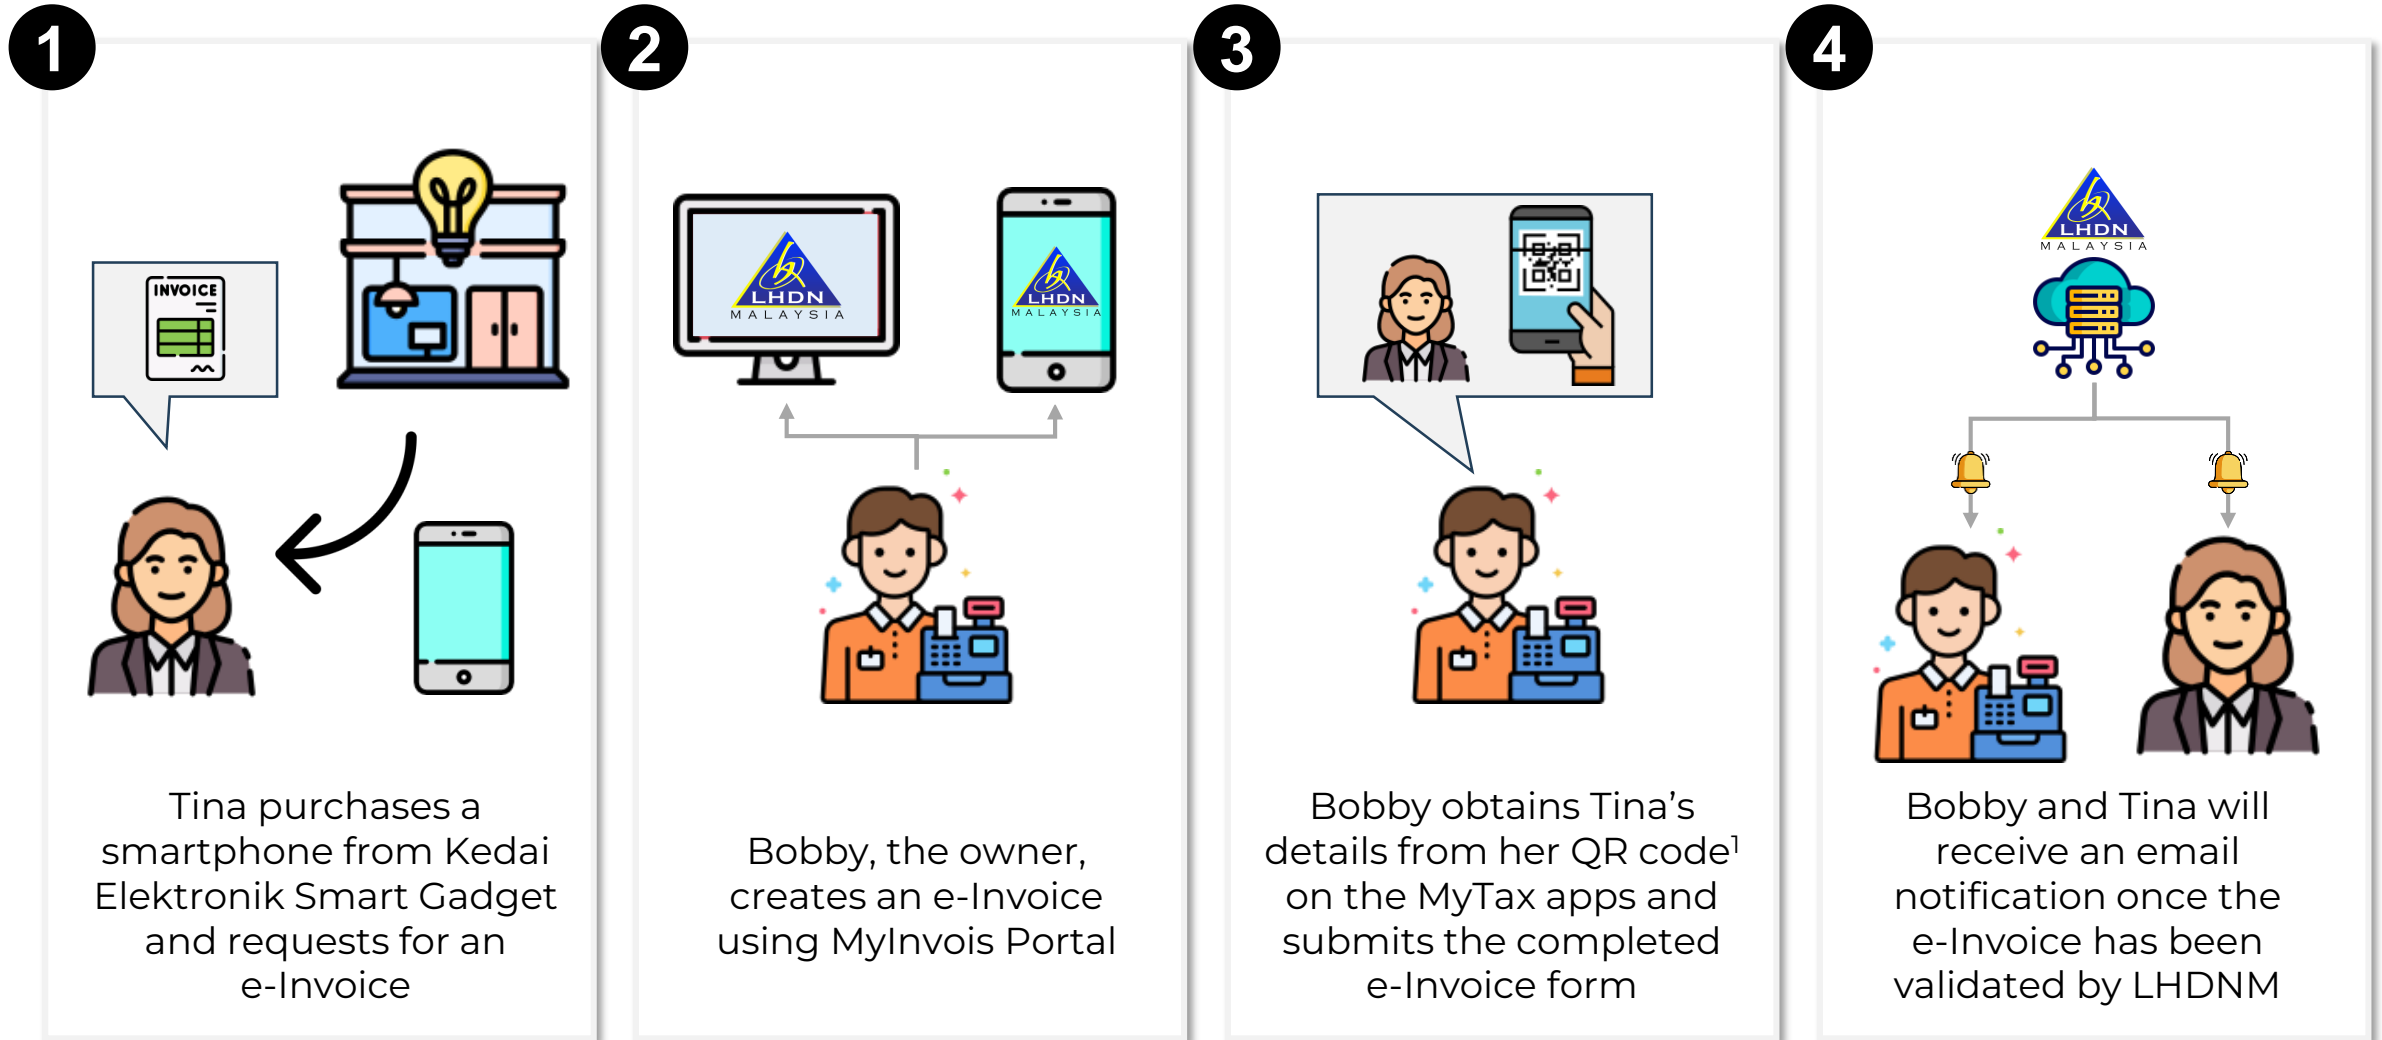 1
INVOICE
Tina purchases a
smartphone from Kedai
Elektronik Smart Gadget
and requests for an
e-Invoice
2
LHDN
MALAYSIA
LHDN
MALAYSIA
Bobby, the owner,
creates an e-Invoice
using MyInvois Portal
3
Bobby obtains Tina’s
details from her QR code¹
on the MyTax apps and
submits the completed
e-Invoice form
4
LHDN
MALAYSIA
Bobby and Tina will
receive an email
notification once the
e-Invoice has been
validated by LHDNM